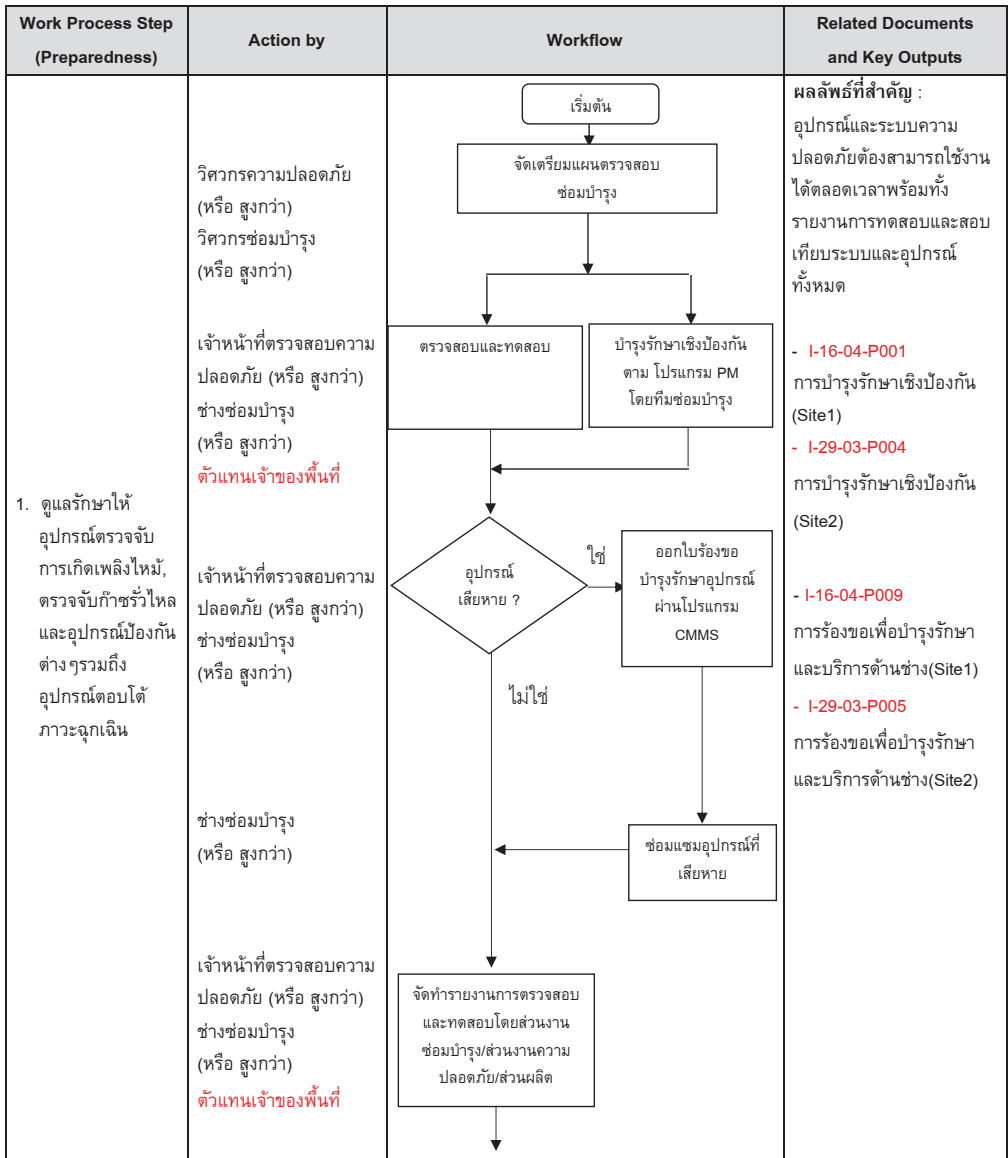 Work Process Step
(Preparedness)
Action by
Workflow
Related Documents
and Key Outputs
1. ดูแลรักษาให้
อุปกรณ์ตรวจจับ
การเกิดเพลิงไหม้,
ตรวจจับก๊าซรั่วไหล
และอุปกรณ์ป้องกัน
ต่างๆรวมถึง
อุปกรณ์ตอบโต้
ภาวะฉุกเฉิน
วิศวกรความปลอดภัย
(หรือ สูงกว่า)
วิศวกรซ่อมบำรุง
(หรือ สูงกว่า)
เจ้าหน้าที่ตรวจสอบความ
ปลอดภัย (หรือ สูงกว่า)
ช่างซ่อมบำรุง
(หรือ สูงกว่า)
ตัวแทนเจ้าของพื้นที่
เจ้าหน้าที่ตรวจสอบความ
ปลอดภัย (หรือ สูงกว่า)
ช่างซ่อมบำรุง
(หรือ สูงกว่า)
ช่างซ่อมบำรุง
(หรือ สูงกว่า)
เจ้าหน้าที่ตรวจสอบความ
ปลอดภัย (หรือ สูงกว่า)
ช่างซ่อมบำรุง
(หรือ สูงกว่า)
ตัวแทนเจ้าของพื้นที่
เริ่มต้น
จัดเตรียมแผนตรวจสอบ
ซ่อมบำรุง
ตรวจสอบและทดสอบ
บำรุงรักษาเชิงป้องกัน
ตาม โปรแกรม PM
โดยทีมซ่อมบำรุง
อุปกรณ์
เสียหาย ?
ใช่
ออกใบร้องขอ
บำรุงรักษาอุปกรณ์
ผ่านโปรแกรม
CMMS
ไม่ใช่
ซ่อมแซมอุปกรณ์ที่
เสียหาย
จัดทำรายงานการตรวจสอบ
และทดสอบโดยส่วนงาน
ซ่อมบำรุง/ส่วนงานความ
ปลอดภัย/ส่วนผลิต
ผลลัพธ์ที่สำคัญ :
อุปกรณ์และระบบความ
ปลอดภัยต้องสามารถใช้งาน
ได้ตลอดเวลาพร้อมทั้ง
รายงานการทดสอบและสอบ
เทียบระบบและอุปกรณ์
ทั้งหมด
- I-16-04-P001
การบำรุงรักษาเชิงป้องกัน
(Site1)
- I-29-03-P004
การบำรุงรักษาเชิงป้องกัน
(Site2)
- I-16-04-P009
การร้องขอเพื่อบำรุงรักษา
และบริการด้านช่าง(Site1)
- I-29-03-P005
การร้องขอเพื่อบำรุงรักษา
และบริการด้านช่าง(Site2)